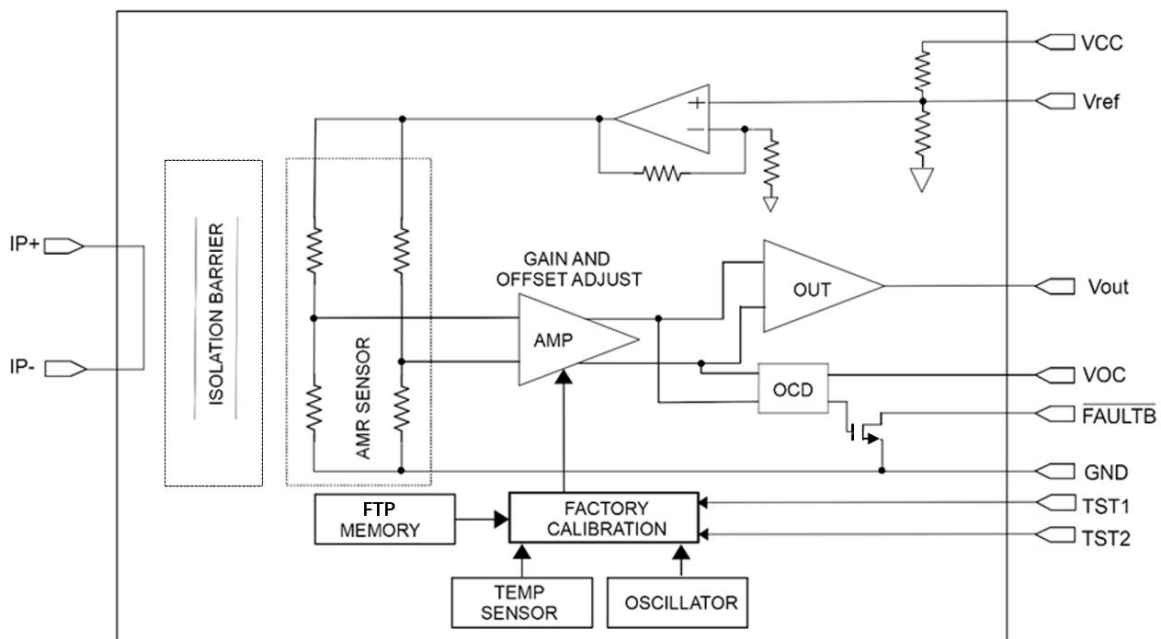 VCC
Vref
+
−
IP+
IP-
ISOLATION BARRIER
AMR SENSOR
GAIN AND
OFFSET ADJUST
AMP
OUT
Vout
OCD
VOC
FAULTB
GND
FTP
MEMORY
FACTORY
CALIBRATION
TST1
TST2
TEMP
SENSOR
OSCILLATOR